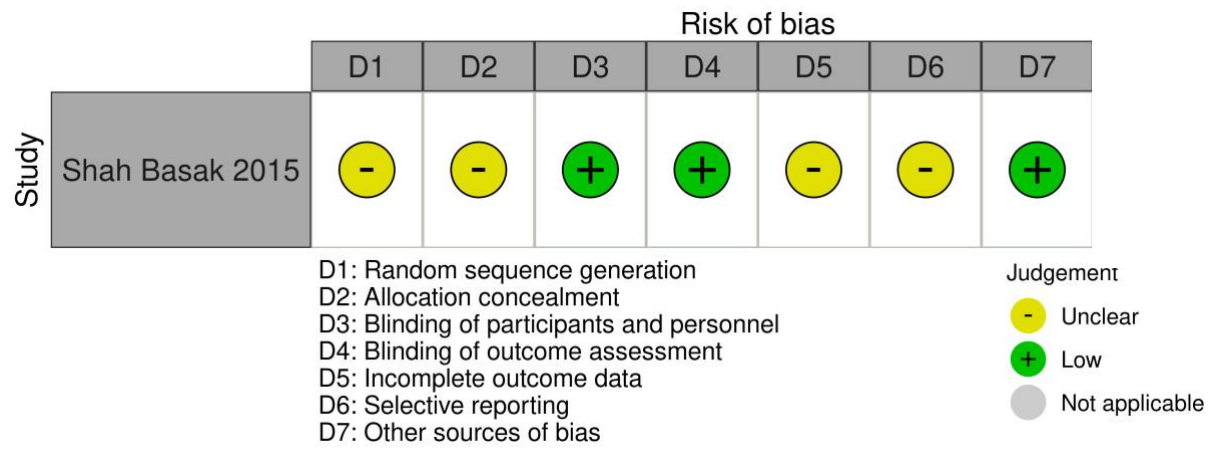 Risk of bias
D1 D2 D3 D4 D5 D6 D7
Study
Shah Basak 2015 - - + + - - +
D1: Random sequence generation
D2: Allocation concealment
D3: Blinding of participants and personnel
D4: Blinding of outcome assessment
D5: Incomplete outcome data
D6: Selective reporting
D7: Other sources of bias
Judgement
- Unclear
+ Low
Not applicable